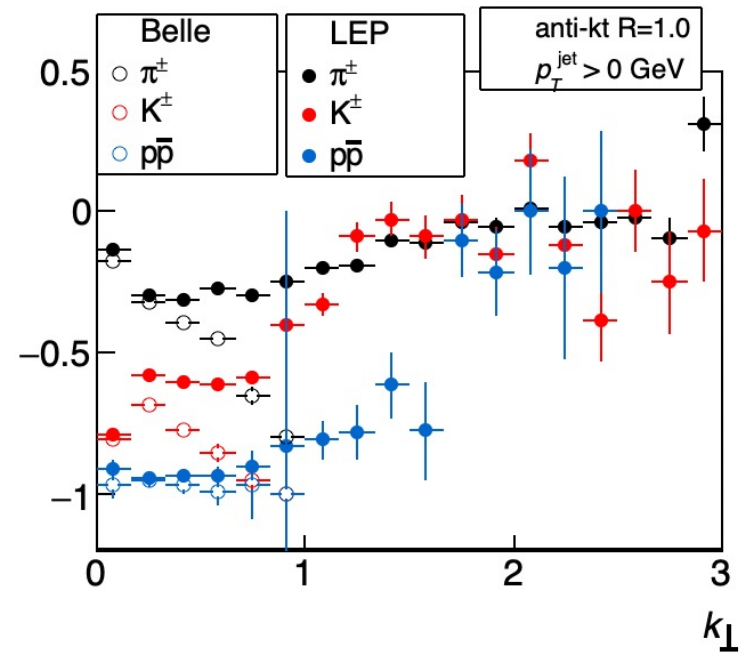 Belle
π±
K±
pp̄
LEP
π±
K±
pp̄
anti-kt R=1.0
p_T^jet > 0 GeV
0.5
0
−0.5
−1
0
1
2
3
k⊥